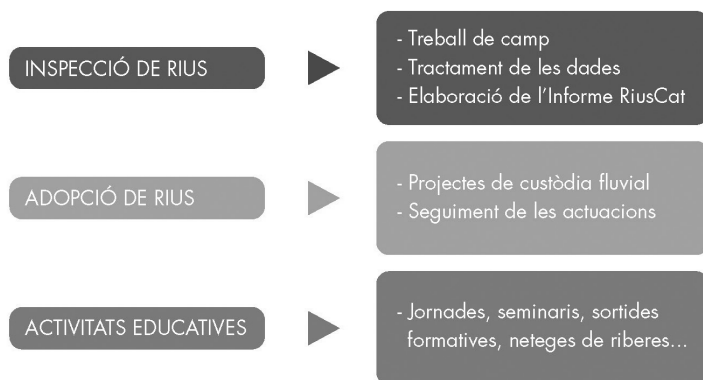 INSPECCIÓ DE RIUS
- Treball de camp
- Tractament de les dades
- Elaboració de l'Informe RiusCat
ADOPCIÓ DE RIUS
- Projectes de custòdia fluvial
- Seguiment de les actuacions
ACTIVITATS EDUCATIVES
- Jornades, seminaris, sortides
formatives, neteges de riberes...